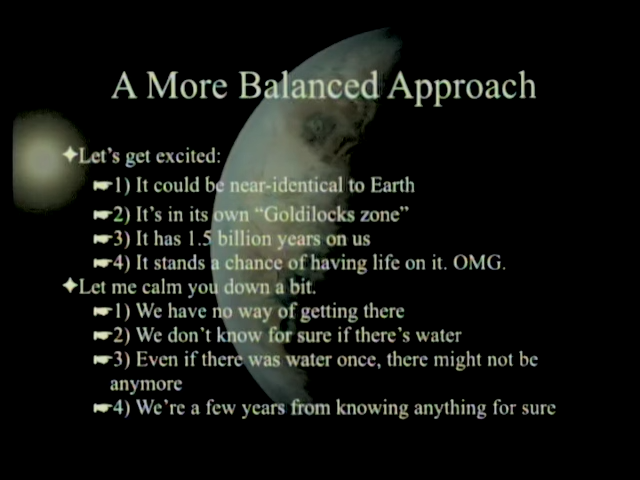 A More Balanced Approach
✦Let's get excited:
☛1) It could be near-identical to Earth
☛2) It's in its own “Goldilocks zone”
☛3) It has 1.5 billion years on us
☛4) It stands a chance of having life on it. OMG.
✦Let me calm you down a bit.
☛1) We have no way of getting there
☛2) We don't know for sure if there's water
☛3) Even if there was water once, there might not be
anymore
☛4) We're a few years from knowing anything for sure